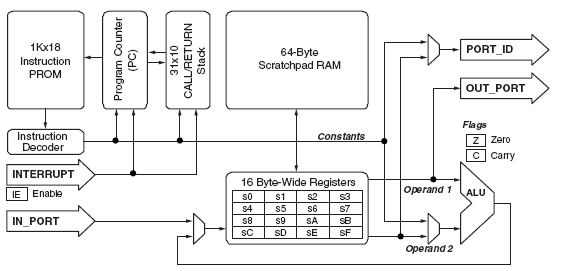 1Kx18
Instruction
PROM
Program Counter
(PC)
31x10
CALL/RETURN
Stack
64-Byte
Scratchpad RAM
PORT_ID
OUT_PORT
Instruction
Decoder
Constants
Flags
Z Zero
C Carry
INTERRUPT
IE Enable
16 Byte-Wide Registers
s0 s1 s2 s3
s4 s5 s6 s7
s8 s9 sA sB
sC sD sE sF
Operand 1
ALU
IN_PORT
Operand 2